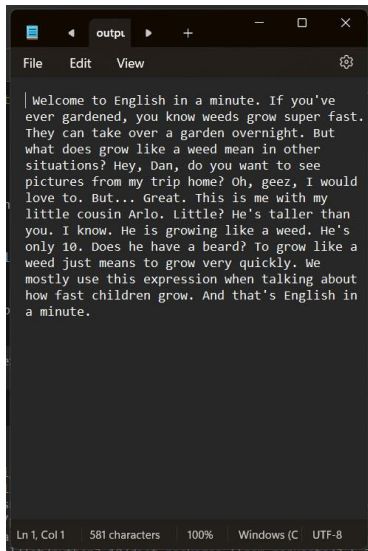 outpu
+
File Edit View
Welcome to English in a minute. If you've
ever gardened, you know weeds grow super fast.
They can take over a garden overnight. But
what does grow like a weed mean in other
situations? Hey, Dan, do you want to see
pictures from my trip home? Oh, geez, I would
love to. But... Great. This is me with my
little cousin Arlo. Little? He's taller than
you. I know. He is growing like a weed. He's
only 10. Does he have a beard? To grow like a
weed just means to grow very quickly. We
mostly use this expression when talking about
how fast children grow. And that's English in
a minute.
Ln 1, Col 1 581 characters 100% Windows (C UTF-8